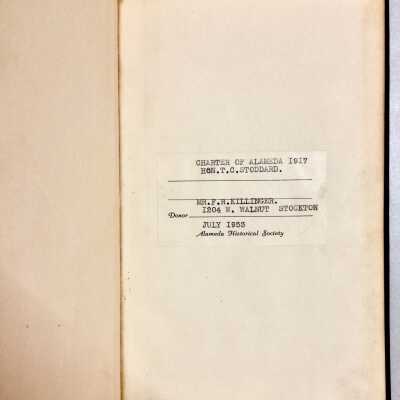 CHARTER OF ALAMEDA 1917
HON.T.C.STODDARD.
MR.F.H.KILLINGER.
1204 W. WALNUT STOCKTON
Donor
JULY 1953
Alameda Historical Society